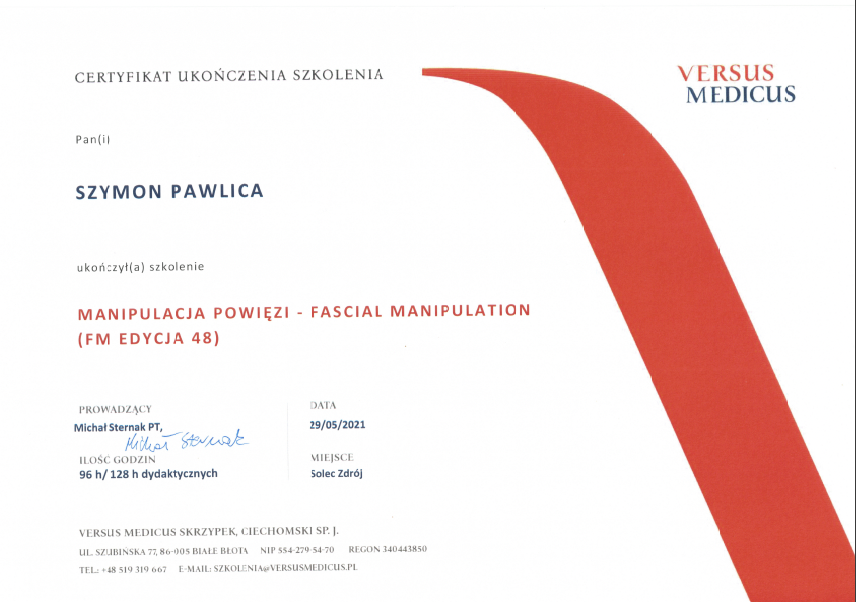 CERTYFIKAT UKOŃCZENIA SZKOLENIA
VERSUS
MEDICUS
Pan(i)
SZYMON PAWLICA
ukończył(a) szkolenie
MANIPULACJA POWIĘZI - FASCIAL MANIPULATION
(FM EDYCJA 48)
PROWADZĄCY
Michał Sternak PT,
Michał Sternak
ILOŚĆ GODZIN
96 h/ 128 h dydaktycznych
DATA
29/05/2021
MIEJSCE
Solec Zdrój
VERSUS MEDICUS SKRZYPEK, CIECHOMSKI SP. J.
UL. SZUBIŃSKA 77, 86-005 BIAŁE BŁOTA NIP 554-279-54-70 REGON 340443850
TEL.: +48 519 319 667 E-MAIL: SZKOLENIA@VERSUSMEDICUS.PL